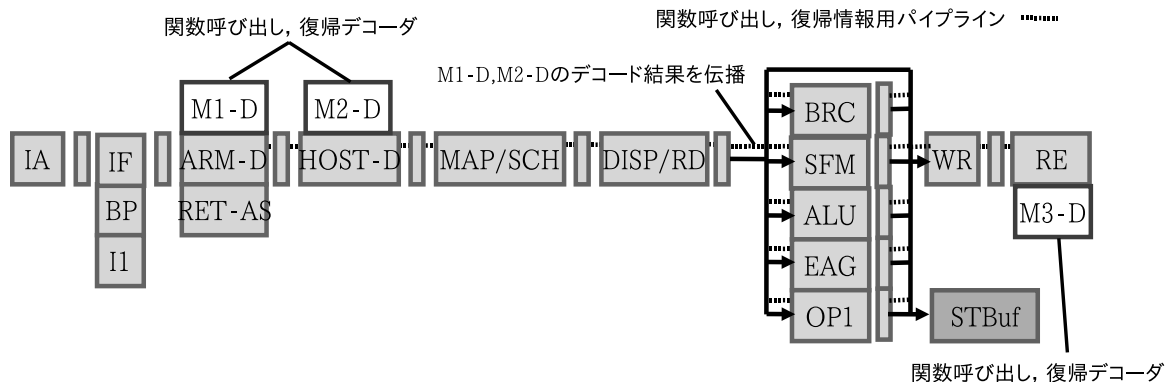 関数呼び出し, 復帰デコーダ
関数呼び出し, 復帰情報用パイプライン
M1-D,M2-Dのデコード結果を伝播
M1-D
M2-D
IA
IF
ARM-D
HOST-D
MAP/SCH
DISP/RD
BRC
SFM
ALU
EAG
OP1
WR
RE
BP
RET-AS
M3-D
I1
STBuf
関数呼び出し, 復帰デコーダ